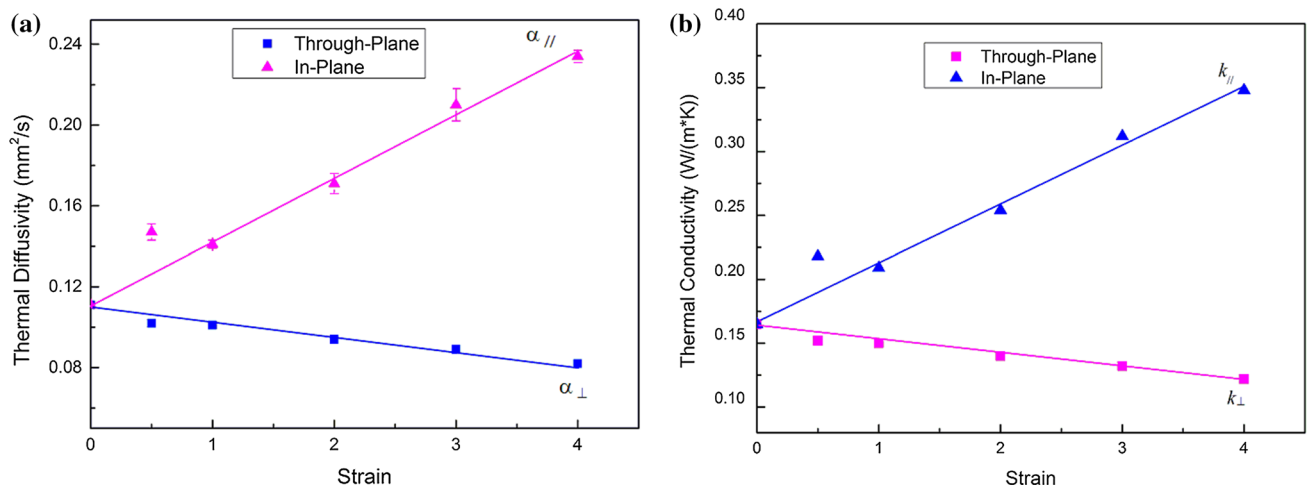 (a)
Through-Plane
In-Plane
α//
α⊥
0.24
0.20
0.16
0.12
0.08
Thermal Diffusivity (mm²/s)
0 1 2 3 4
Strain
(b)
Through-Plane
In-Plane
k//
k⊥
0.40
0.35
0.30
0.25
0.20
0.15
0.10
Thermal Conductivity (W/(m*K))
0 1 2 3 4
Strain